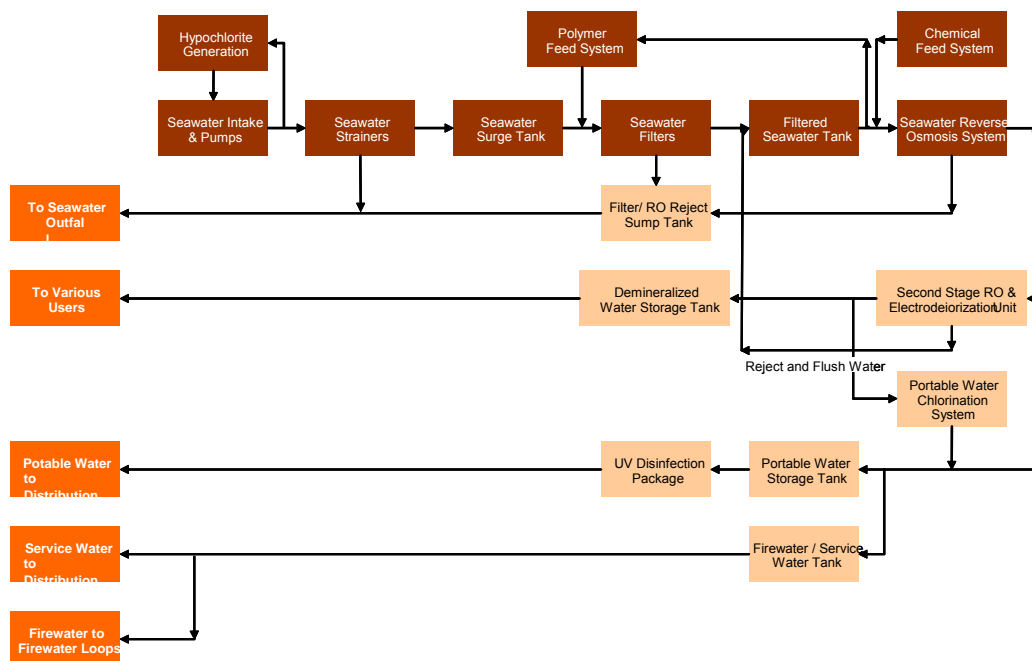 Hypochlorite
Generation
Polymer
Feed System
Chemical
Feed System
Seawater Intake
& Pumps
Seawater
Strainers
Seawater
Surge Tank
Seawater
Filters
Filtered
Seawater Tank
Seawater Reverse
Osmosis System
To Seawater
Outfal
l
Filter/ RO Reject
Sump Tank
To Various
Users
Demineralized
Water Storage Tank
Second Stage RO &
Electrodeiorization Unit
Reject and Flush Water
Portable Water
Chlorination
System
Potable Water
to
Distribution
UV Disinfection
Package
Portable Water
Storage Tank
Service Water
to
Distribution
Firewater / Service
Water Tank
Firewater to
Firewater Loops